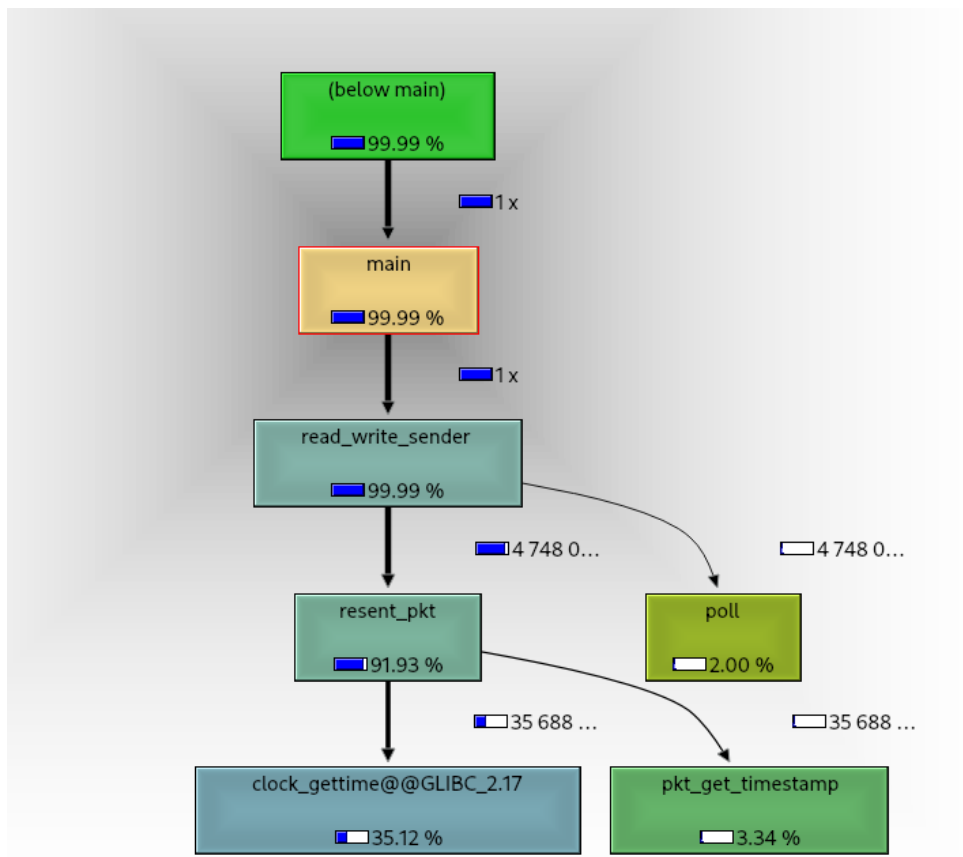 (below main)
99.99 %
1 x
main
99.99 %
1 x
read_write_sender
99.99 %
4 748 0...
4 748 0...
resent_pkt
91.93 %
poll
2.00 %
35 688 ...
35 688 ...
clock_gettime@@GLIBC_2.17
35.12 %
pkt_get_timestamp
3.34 %